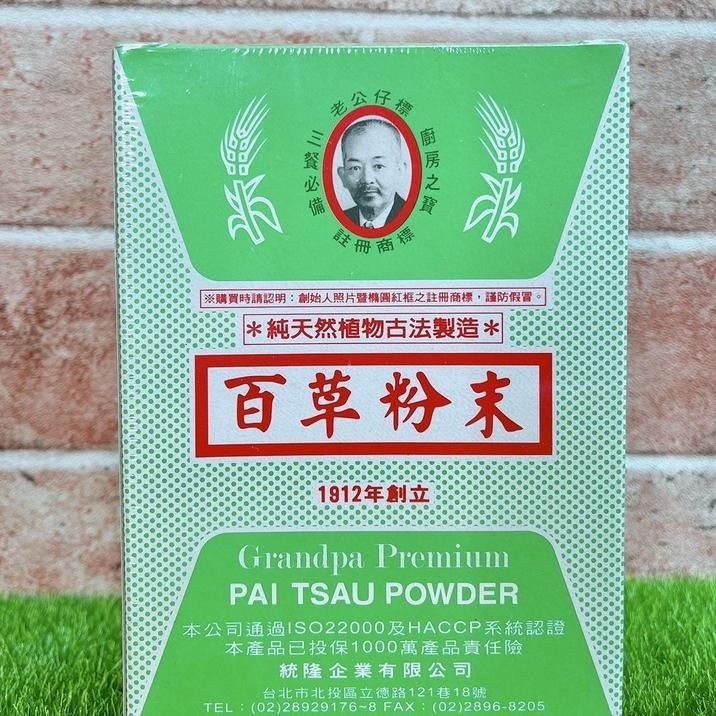 老公仔標
三餐必備
廚房之寶
註冊商標
※購買時請認明：創始人照片暨橢圓紅框之註冊商標，謹防假冒。
＊純天然植物古法製造＊
百草粉末
1912年創立
Grandpa Premium
PAI TSAU POWDER
本公司通過ISO22000及HACCP系統認證
本產品已投保1000萬產品責任險
統隆企業有限公司
台北市北投區立德路121巷18號
TEL：(02)28929176~8 FAX：(02)2896-8205